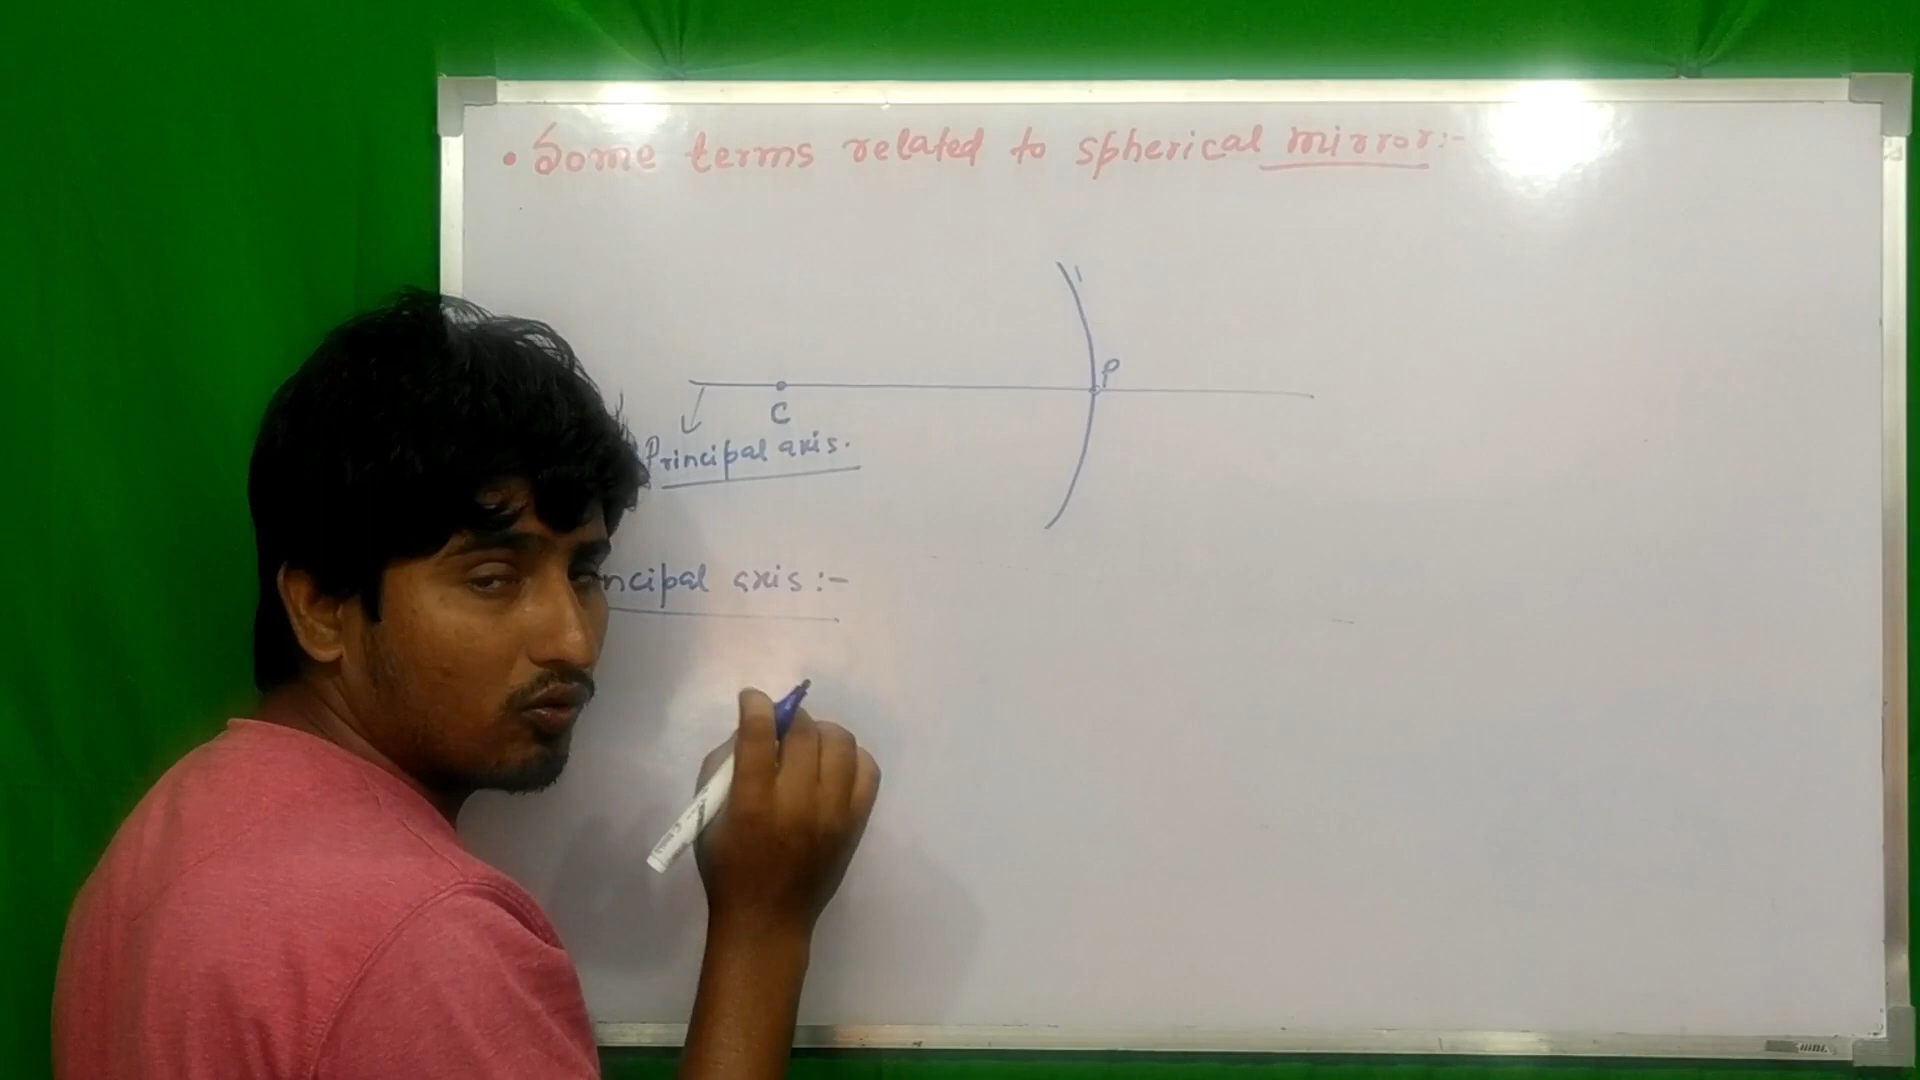 • Some terms related to spherical mirror:-
P
C
Principal axis.
ncipal axis:-